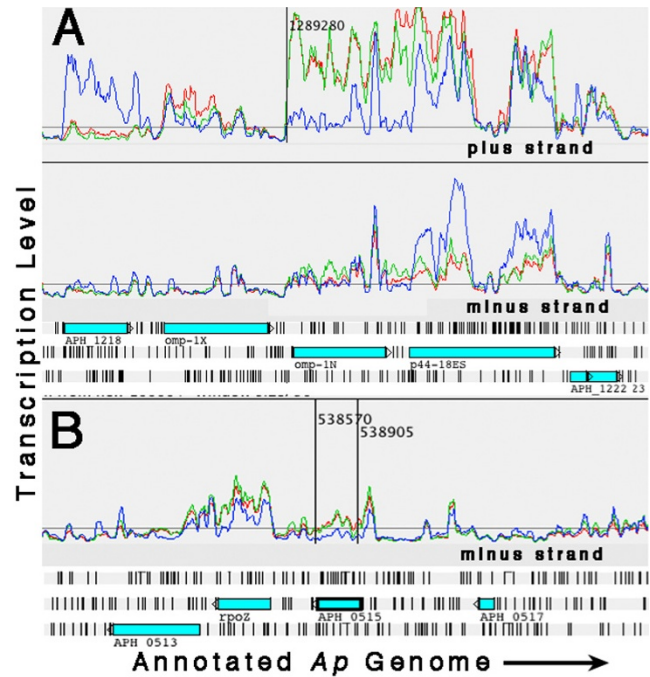 A
1289280
plus strand
minus strand
APH_1218
omp-1X
omp-1N
p44-18ES
APH_1222 23
B
538570
538905
minus strand
rpoZ
APH_0515
APH_0517
APH_0513
Transcription Level
Annotated Ap Genome